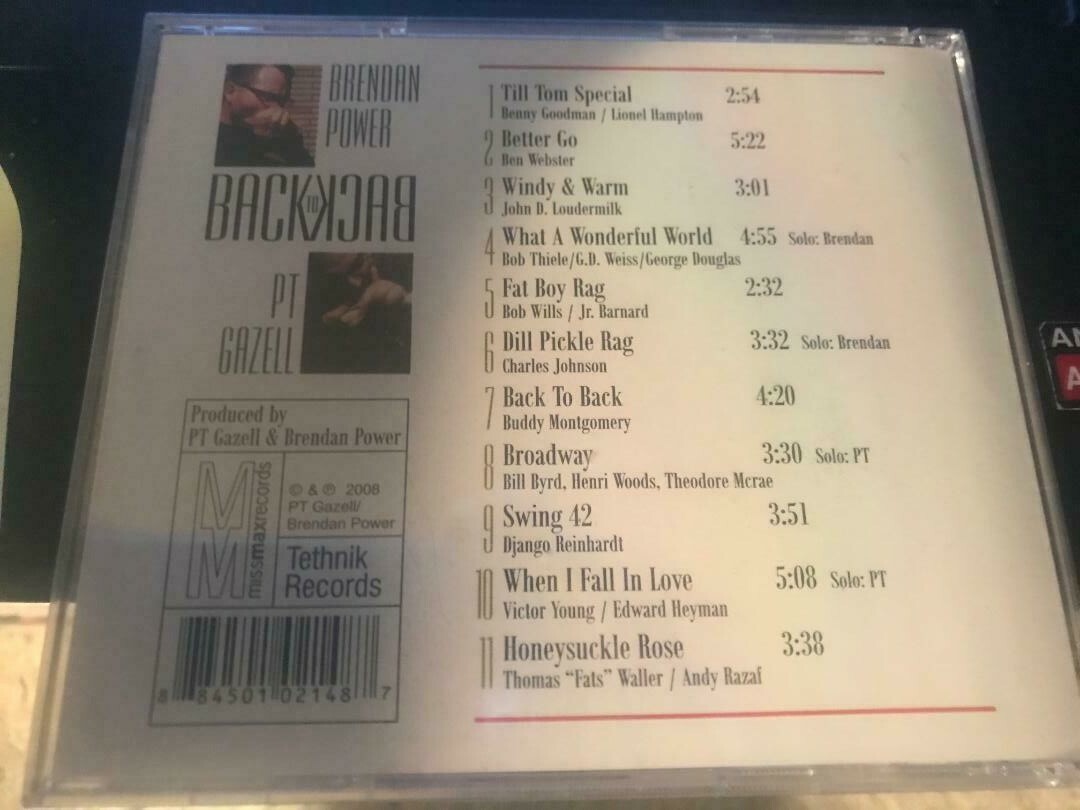 BRENDAN
POWER
BACK TO BACK
PT
GAZELL
Produced by
PT Gazell & Brendan Power
MM
missmaxrecords
© & ℗ 2008
PT Gazell/
Brendan Power
Tethnik
Records
8 84501 02148 7
1 Till Tom Special 2:54
Benny Goodman / Lionel Hampton
2 Better Go 5:22
Ben Webster
3 Windy & Warm 3:01
John D. Loudermilk
4 What A Wonderful World 4:55 Solo: Brendan
Bob Thiele/G.D. Weiss/George Douglas
5 Fat Boy Rag 2:32
Bob Wills / Jr. Barnard
6 Dill Pickle Rag 3:32 Solo: Brendan
Charles Johnson
7 Back To Back 4:20
Buddy Montgomery
8 Broadway 3:30 Solo: PT
Bill Byrd, Henri Woods, Theodore Mcrae
9 Swing 42 3:51
Django Reinhardt
10 When I Fall In Love 5:08 Solo: PT
Victor Young / Edward Heyman
11 Honeysuckle Rose 3:38
Thomas “Fats” Waller / Andy Razaf